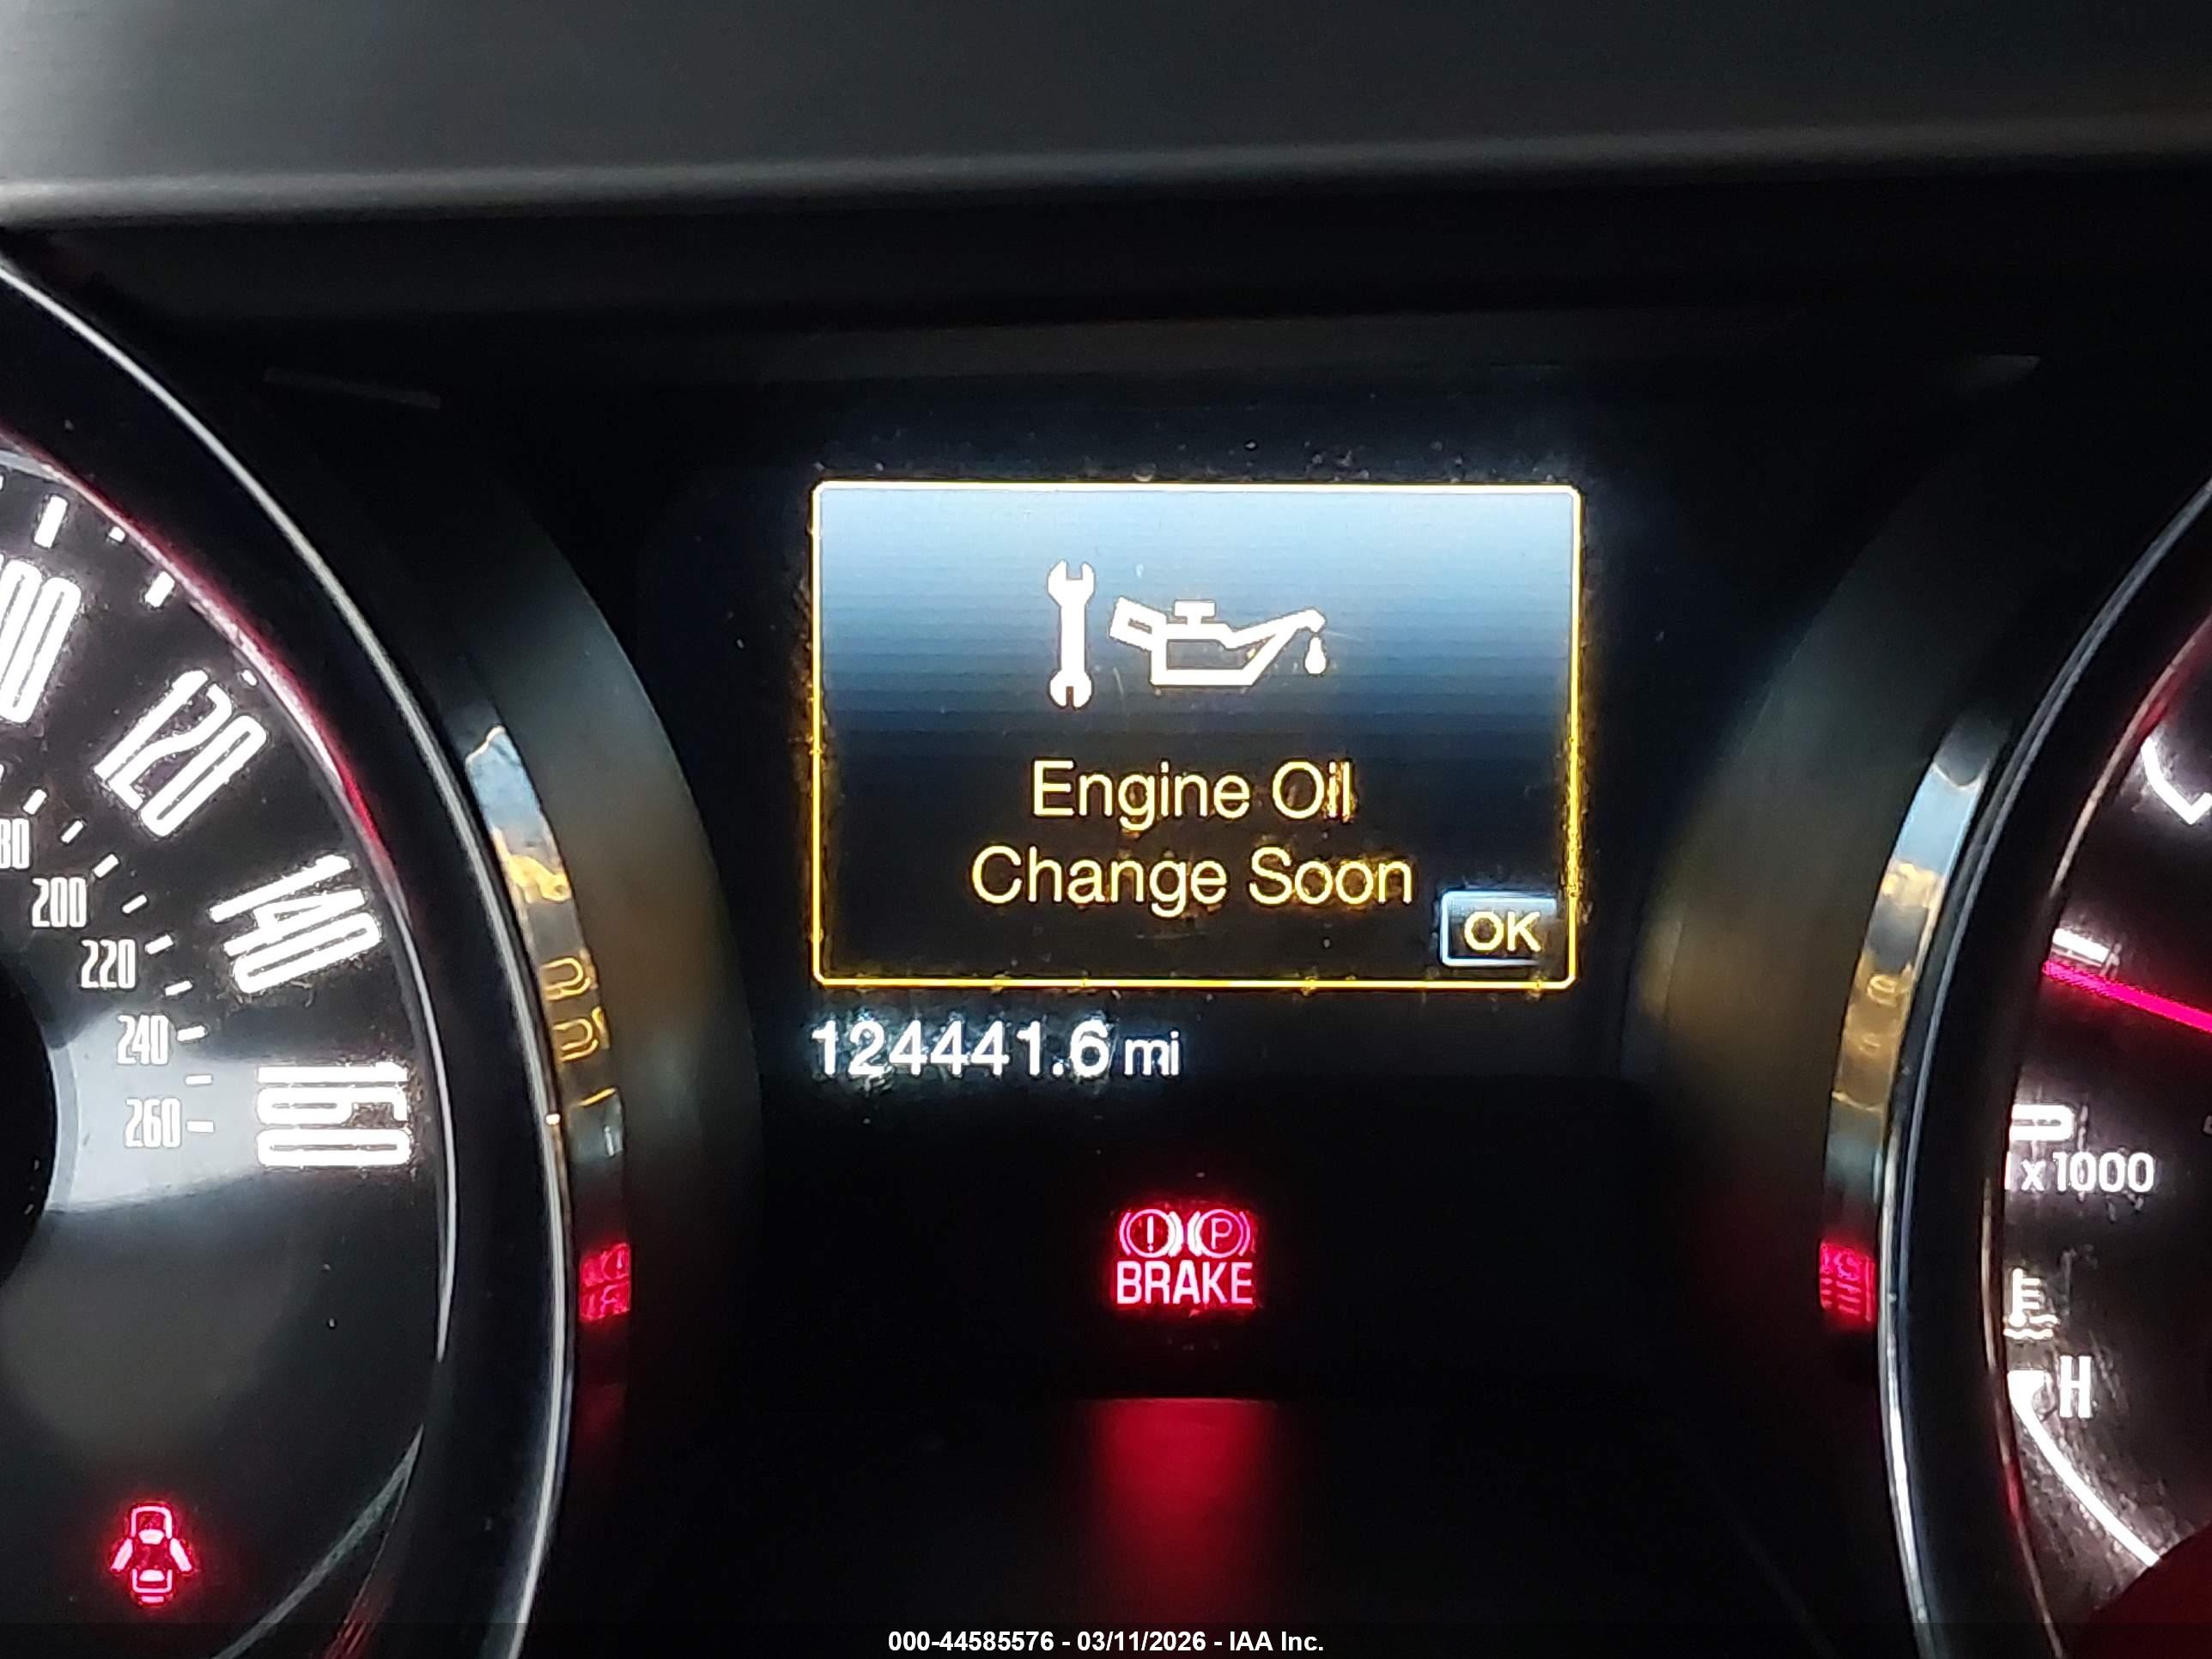 120
140
160
200
220
240
260
Engine Oil
Change Soon
OK
124441.6 mi
BRAKE
P
x1000
H
000-44585576 - 03/11/2026 - IAA Inc.